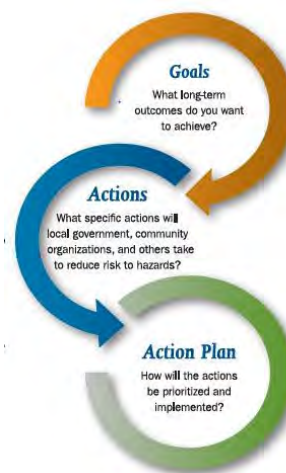 Goals
What long-term
outcomes do you want
to achieve?
Actions
What specific actions will
local government, community
organizations, and others take
to reduce risk to hazards?
Action Plan
How will the actions
be prioritized and
implemented?